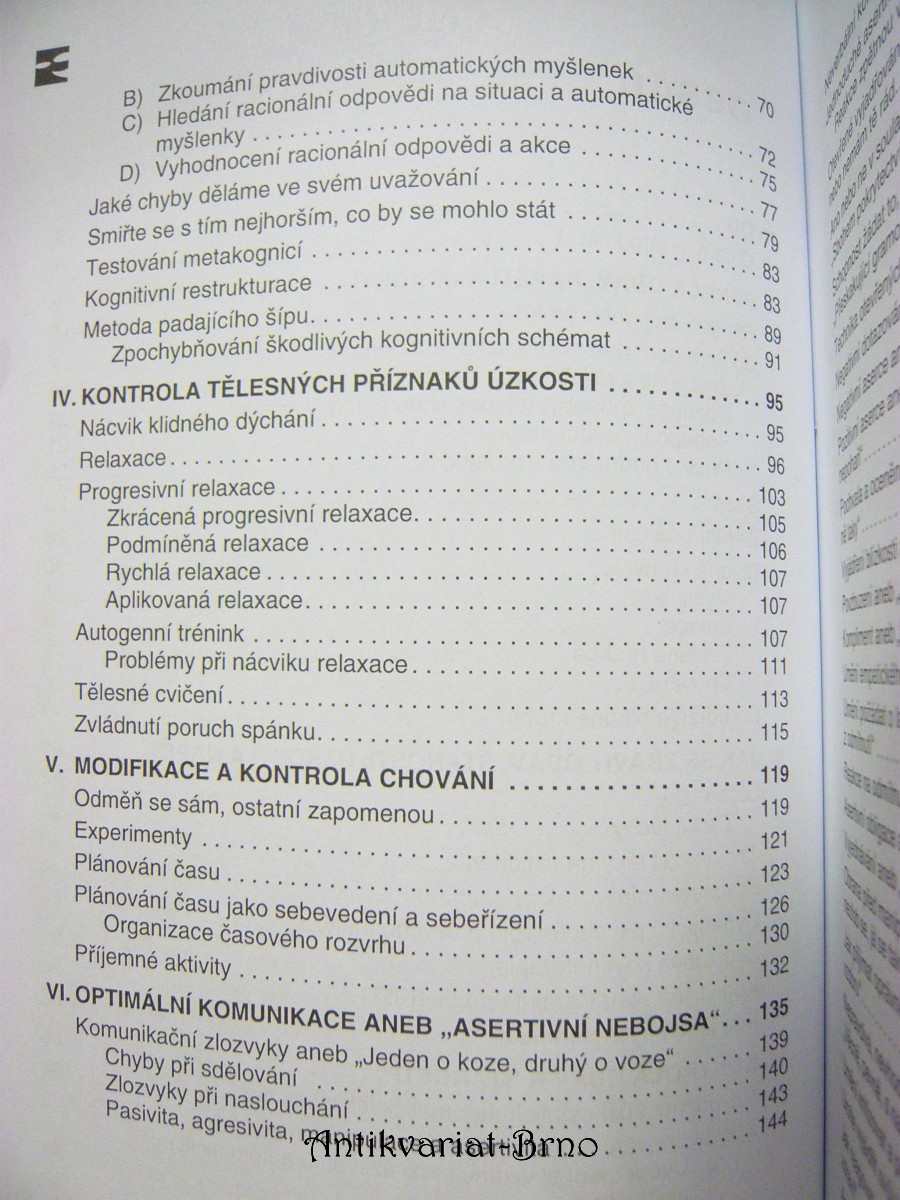 B) Zkoumání pravdivosti automatických myšlenek . . . . . . . . . . 70
C) Hledání racionální odpovědi na situaci a automatické
myšlenky . . . . . . . . . . . . . . . . . . . . . . . . . . . . . . 72
D) Vyhodnocení racionální odpovědi a akce . . . . . . . . . . . . 75
Jaké chyby děláme ve svém uvažování . . . . . . . . . . . . . . . . 77
Smiřte se s tím nejhorším, co by se mohlo stát . . . . . . . . . . . 79
Testování metakognicí . . . . . . . . . . . . . . . . . . . . . . . 83
Kognitivní restrukturace . . . . . . . . . . . . . . . . . . . . . . 83
Metoda padajícího šípu. . . . . . . . . . . . . . . . . . . . . . . 89
Zpochybňování škodlivých kognitivních schémat . . . . . . . . . . 91
IV. KONTROLA TĚLESNÝCH PŘÍZNAKŮ ÚZKOSTI . . . . . . . . . . . 95
Nácvik klidného dýchání . . . . . . . . . . . . . . . . . . . . . . 95
Relaxace. . . . . . . . . . . . . . . . . . . . . . . . . . . . . . 96
Progresivní relaxace . . . . . . . . . . . . . . . . . . . . . . . 103
Zkrácená progresivní relaxace. . . . . . . . . . . . . . . . . . . 105
Podmíněná relaxace . . . . . . . . . . . . . . . . . . . . . . . . 106
Rychlá relaxace . . . . . . . . . . . . . . . . . . . . . . . . . . 107
Aplikovaná relaxace. . . . . . . . . . . . . . . . . . . . . . . . 107
Autogenní trénink . . . . . . . . . . . . . . . . . . . . . . . . . 107
Problémy při nácviku relaxace . . . . . . . . . . . . . . . . . . . 111
Tělesné cvičení . . . . . . . . . . . . . . . . . . . . . . . . . . 113
Zvládnutí poruch spánku. . . . . . . . . . . . . . . . . . . . . . 115
V. MODIFIKACE A KONTROLA CHOVÁNÍ . . . . . . . . . . . . . . . . 119
Odměň se sám, ostatní zapomenou . . . . . . . . . . . . . . . . . . 119
Experimenty . . . . . . . . . . . . . . . . . . . . . . . . . . . . 121
Plánování času . . . . . . . . . . . . . . . . . . . . . . . . . . 123
Plánování času jako sebevedení a sebeřízení . . . . . . . . . . . . 126
Organizace časového rozvrhu . . . . . . . . . . . . . . . . . . . . 130
Příjemné aktivity . . . . . . . . . . . . . . . . . . . . . . . . . 132
VI. OPTIMÁLNÍ KOMUNIKACE ANEB „ASERTIVNÍ NEBOJSA“. . . 135
Komunikační zlozvyky aneb „Jeden o koze, druhý o voze“ . . . . . . 139
Chyby při sdělování . . . . . . . . . . . . . . . . . . . . . . . . 140
Zlozvyky při naslouchání . . . . . . . . . . . . . . . . . . . . . 143
Pasivita, agresivita, manipulace a asertivita . . . . . . . . . . . 144
Antikvariat-Brno